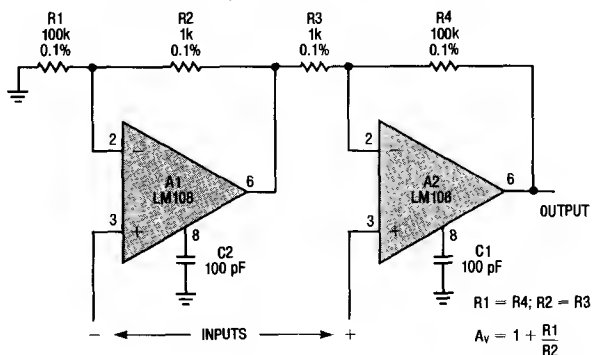 R1
100k
0.1%
R2
1k
0.1%
R3
1k
0.1%
R4
100k
0.1%
2
−
A1
LM108
3
+
6
8
C2
100 pF
2
−
A2
LM108
3
+
6
8
C1
100 pF
OUTPUT
− INPUTS +
R1 = R4; R2 = R3
Av = 1 + R1
R2